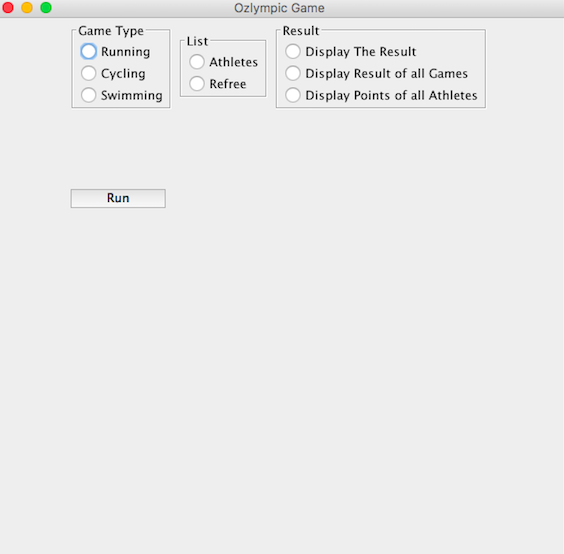 Ozlympic Game
Game Type
Running
Cycling
Swimming
List
Athletes
Refree
Result
Display The Result
Display Result of all Games
Display Points of all Athletes
Run